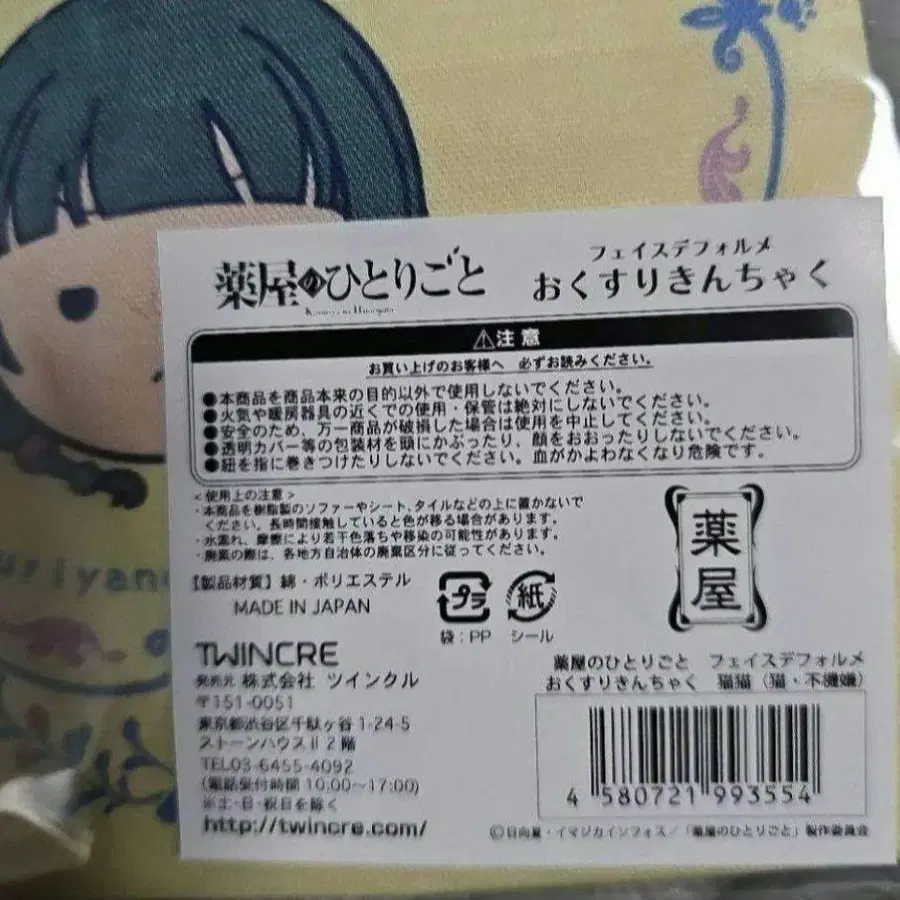 薬屋のひとりごと
フェイスデフォルメ
おくすりきんちゃく
⚠注意
お買い上げのお客様へ 必ずお読みください。
●本商品を商品本来の目的以外で使用しないでください。
●火気や暖房器具の近くでの使用・保管は絶対にしないでください。
●安全のため、万一商品が破損した場合は使用を中止してください。
●透明カバー等の包装材を頭にかぶったり、顔をおおったりしないでください。
●紐を指に巻きつけたりしないでください。血がかよわなくなり危険です。
<使用上の注意>
・本商品を樹脂製のソファーやシート、タイルなどの上に置かないで
ください。長時間接触していると色が移る場合があります。
・水濡れ、摩擦により若干色落ちや移染の可能性があります。
・廃棄の際は、各地方自治体の廃棄区分に従ってください。
【製品材質】綿・ポリエステル
MADE IN JAPAN
プラ
紙
袋:PP シール
薬屋
TWINCRE
発売元 株式会社 ツインクル
〒151-0051
東京都渋谷区千駄ヶ谷 1-24-5
ストーンハウスⅡ 2 階
TEL03-6455-4092
(電話受付時間 10:00〜17:00)
※土・日・祝日を除く
http://twincre.com/
薬屋のひとりごと フェイスデフォルメ
おくすりきんちゃく 猫猫(猫・不機嫌)
4 580721 993554
©日向夏・イマジカインフォス/「薬屋のひとりごと」製作委員会